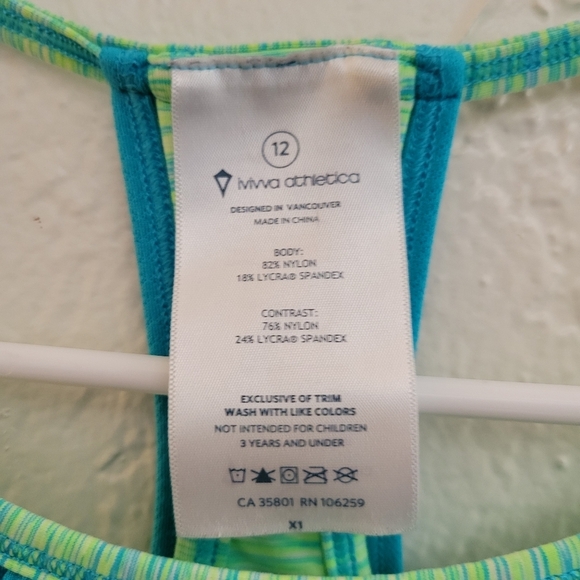 12
ivivva athletica
DESIGNED IN VANCOUVER
MADE IN CHINA
BODY:
82% NYLON
18% LYCRA® SPANDEX
CONTRAST:
76% NYLON
24% LYCRA® SPANDEX
EXCLUSIVE OF TRIM
WASH WITH LIKE COLORS
NOT INTENDED FOR CHILDREN
3 YEARS AND UNDER
CA 35801 RN 106259
X1